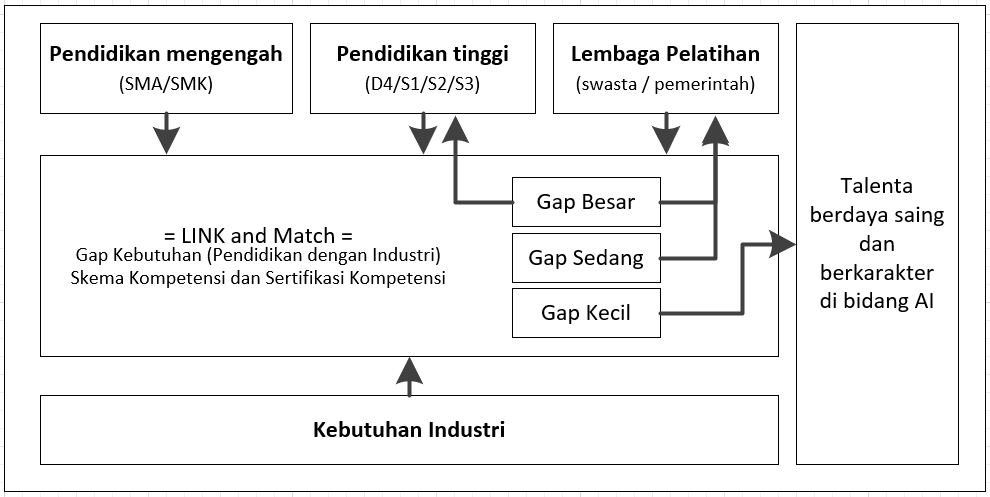 Pendidikan mengengah
(SMA/SMK)
Pendidikan tinggi
(D4/S1/S2/S3)
Lembaga Pelatihan
(swasta / pemerintah)
= LINK and Match =
Gap Kebutuhan (Pendidikan dengan Industri)
Skema Kompetensi dan Sertifikasi Kompetensi
Gap Besar
Gap Sedang
Gap Kecil
Talenta
berdaya saing
dan
berkarakter
di bidang AI
Kebutuhan Industri